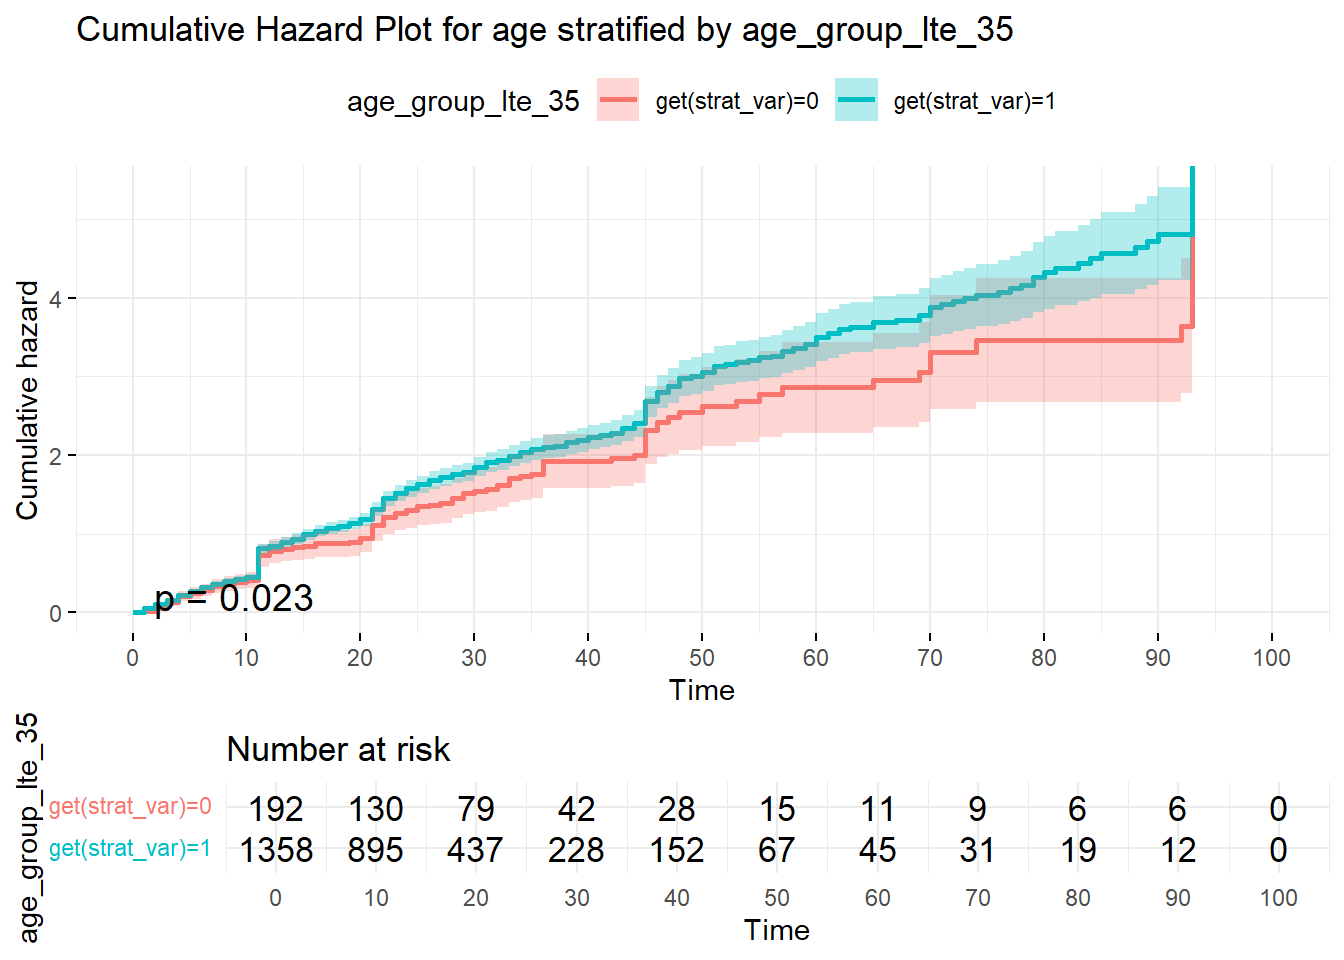 Cumulative Hazard Plot for age stratified by age_group_lte_35
age_group_lte_35 get(strat_var)=0 get(strat_var)=1
Cumulative hazard
4
2
0
p = 0.023
0 10 20 30 40 50 60 70 80 90 100
Time
Number at risk
age_group_lte_35
get(strat_var)=0 192 130 79 42 28 15 11 9 6 6 0
get(strat_var)=1 1358 895 437 228 152 67 45 31 19 12 0
0 10 20 30 40 50 60 70 80 90 100
Time